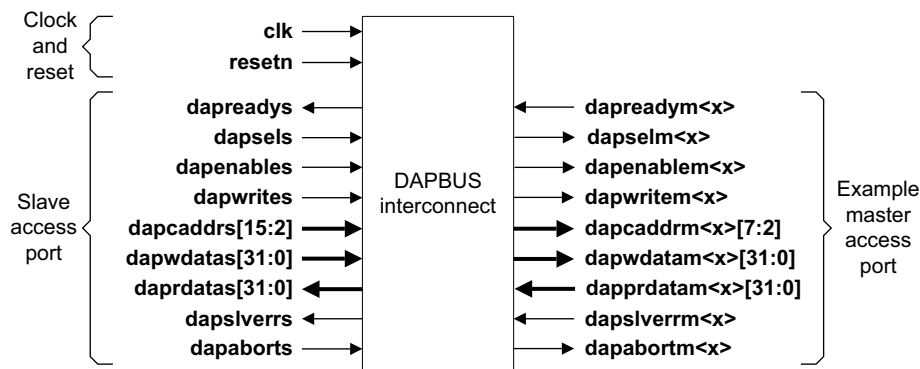 Clock
and
reset
clk
resetn
Slave
access
port
dapreadys
dapsels
dapenables
dapwrites
dapcaddrs[15:2]
dapwdatas[31:0]
daprdatas[31:0]
dapslverrs
dapaborts
DAPBUS
interconnect
dapreadym<x>
dapselm<x>
dapenablem<x>
dapwritem<x>
dapcaddrm<x>[7:2]
dapwdatam<x>[31:0]
dapprdatam<x>[31:0]
dapslverrm<x>
dapabortm<x>
Example
master
access
port